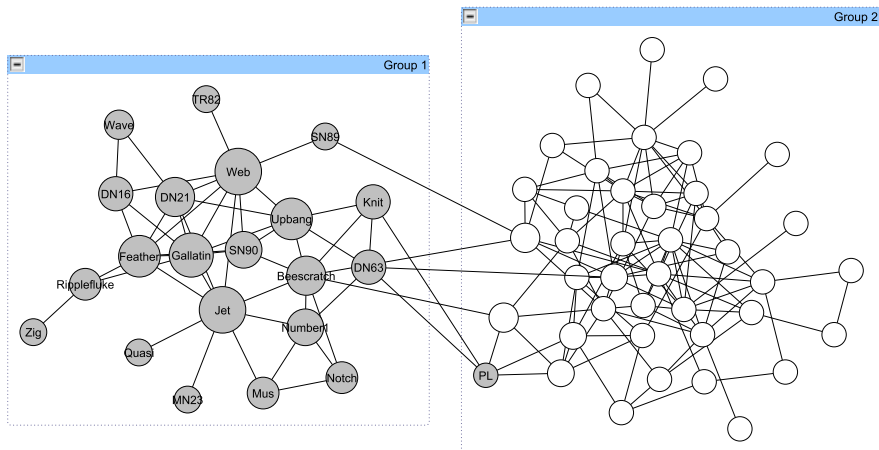 Group 2
Group 1
TR82
Wave
SN89
Web
DN16
DN21
Knit
Upbang
Feather
Gallatin
SN90
DN63
Beescratch
Ripplefluke
Jet
Zig
Number1
Quasi
PL
Notch
MN23
Mus